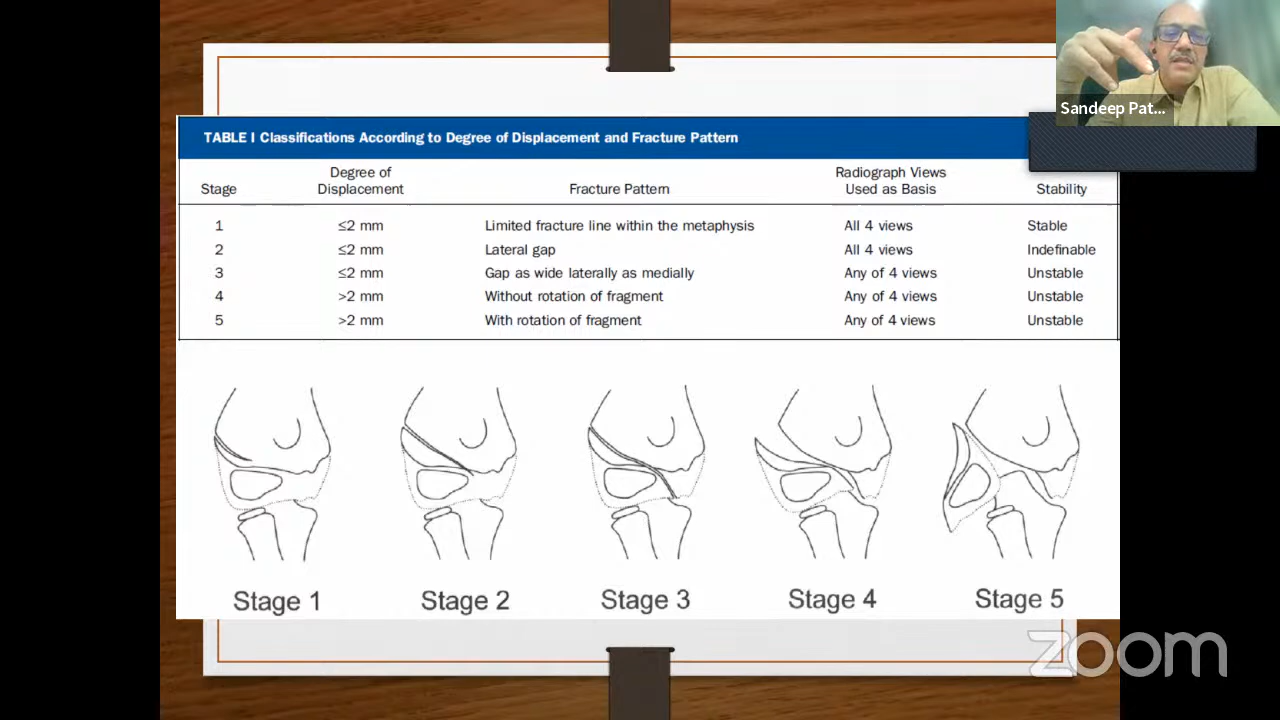 Sandeep Pat...
TABLE I Classifications According to Degree of Displacement and Fracture Pattern
Stage Degree of Displacement Fracture Pattern Radiograph Views Used as Basis Stability
1 ≤2 mm Limited fracture line within the metaphysis All 4 views Stable
2 ≤2 mm Lateral gap All 4 views Indefinable
3 ≤2 mm Gap as wide laterally as medially Any of 4 views Unstable
4 >2 mm Without rotation of fragment Any of 4 views Unstable
5 >2 mm With rotation of fragment Any of 4 views Unstable
Stage 1 Stage 2 Stage 3 Stage 4 Stage 5
zoom